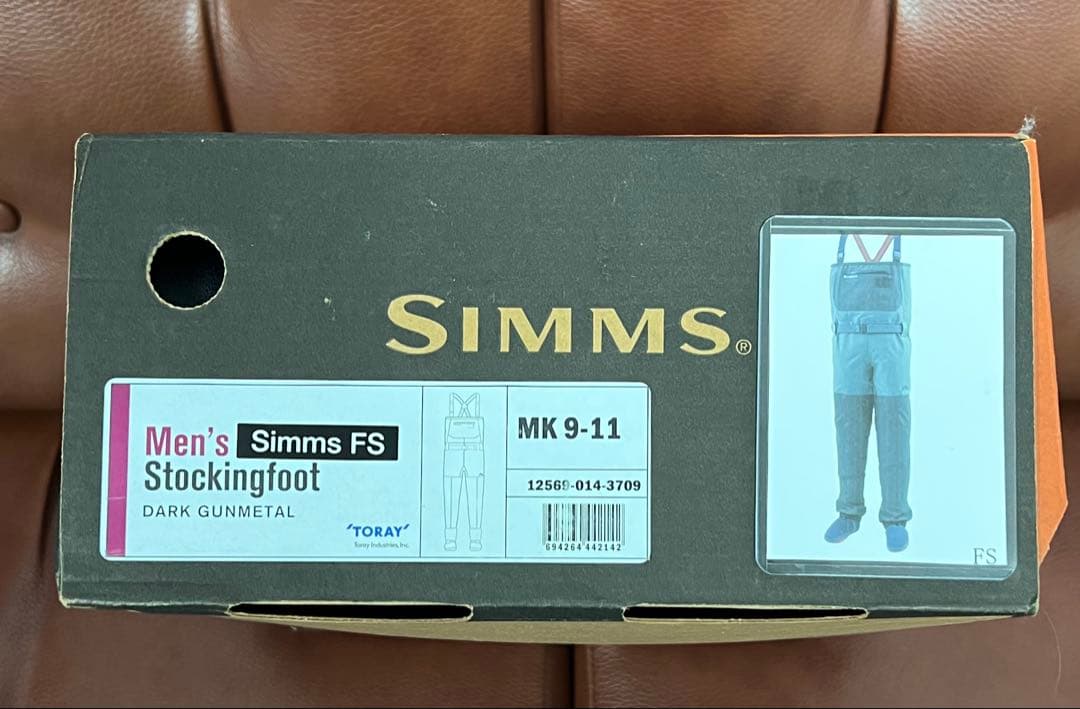 SIMMS®
Men's Simms FS
Stockingfoot
DARK GUNMETAL
'TORAY'
Toray Industries, Inc.
MK 9-11
12569-014-3709
694264 442142
FS